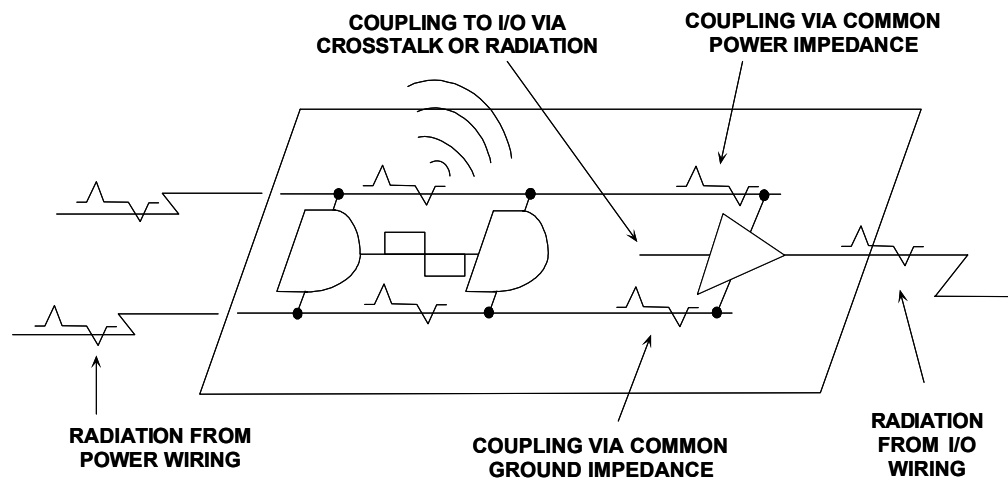 COUPLING TO I/O VIA
CROSSTALK OR RADIATION
COUPLING VIA COMMON
POWER IMPEDANCE
RADIATION FROM
POWER WIRING
COUPLING VIA COMMON
GROUND IMPEDANCE
RADIATION
FROM I/O
WIRING